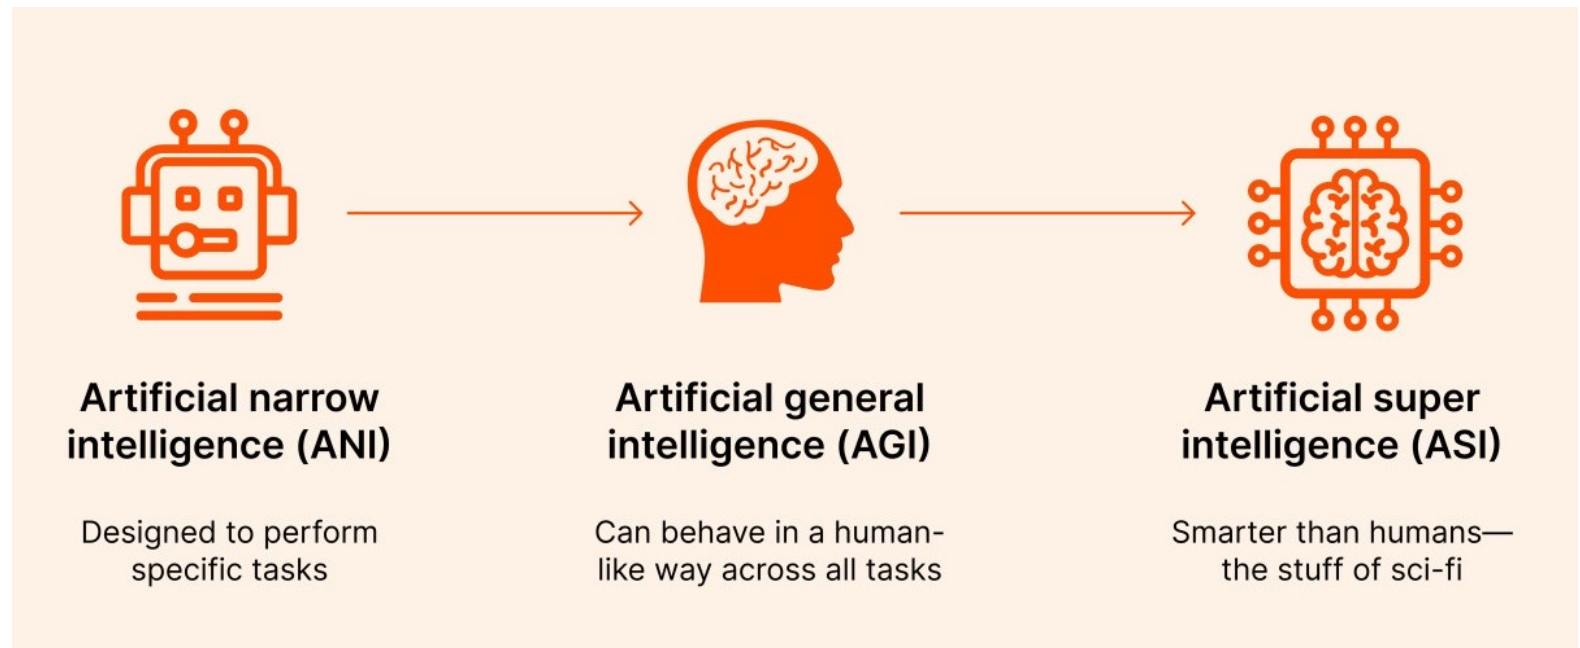 Artificial narrow
intelligence (ANI)
Designed to perform
specific tasks
Artificial general
intelligence (AGI)
Can behave in a human-
like way across all tasks
Artificial super
intelligence (ASI)
Smarter than humans—
the stuff of sci-fi